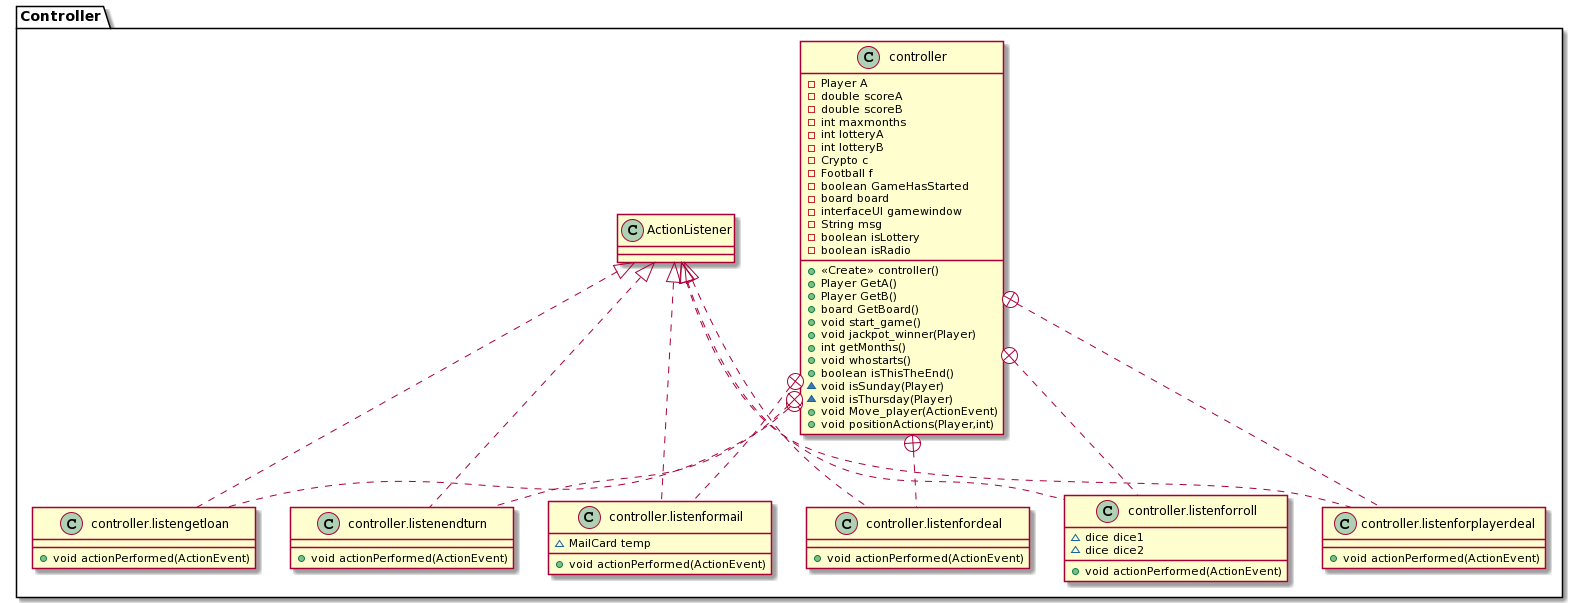 Controller
C controller
Player A
double scoreA
double scoreB
int maxmonths
int lotteryA
int lotteryB
Crypto c
Football f
boolean GameHasStarted
board board
interfaceUI gamewindow
String msg
boolean isLottery
boolean isRadio
«Create» controller()
Player GetA()
Player GetB()
board GetBoard()
void start_game()
void jackpot_winner(Player)
int getMonths()
void whostarts()
boolean isThisTheEnd()
void isSunday(Player)
void isThursday(Player)
void Move_player(ActionEvent)
void positionActions(Player,int)
C ActionListener
C controller.listengetloan
void actionPerformed(ActionEvent)
C controller.listenendturn
void actionPerformed(ActionEvent)
C controller.listenformail
MailCard temp
void actionPerformed(ActionEvent)
C controller.listenfordeal
void actionPerformed(ActionEvent)
C controller.listenforroll
dice dice1
dice dice2
void actionPerformed(ActionEvent)
C controller.listenforplayerdeal
void actionPerformed(ActionEvent)